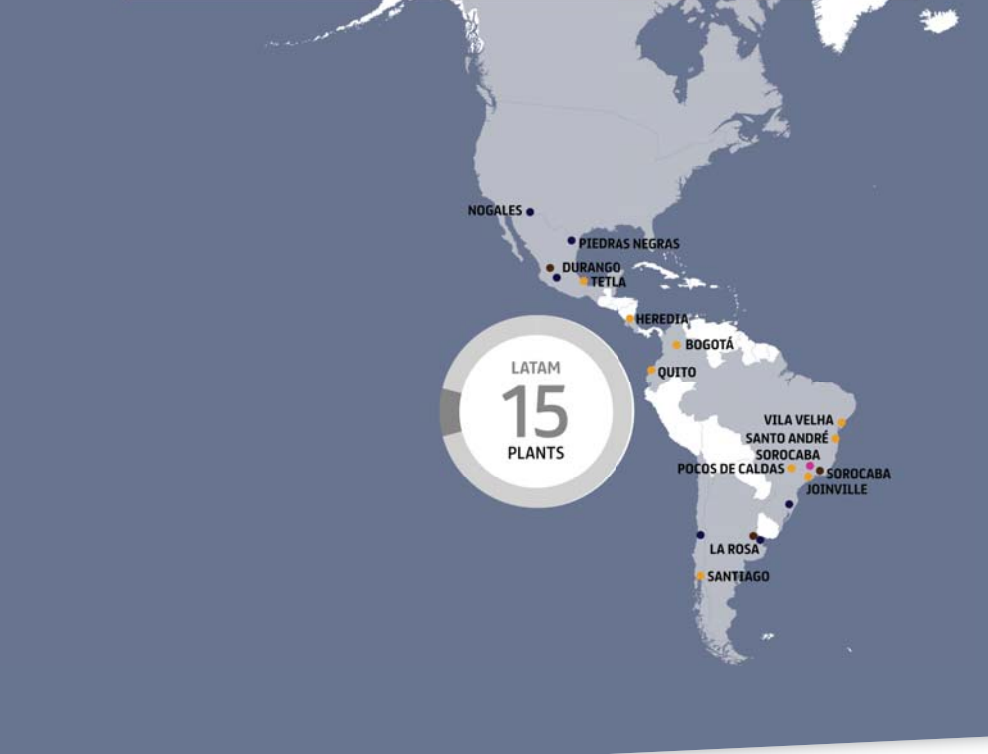 NOGALES
PIEDRAS NEGRAS
DURANGO
TETLA
HEREDIA
BOGOTÁ
LATAM
15
PLANTS
QUITO
VILA VELHA
SANTO ANDRÉ
SOROCABA
POCOS DE CALDAS
SOROCABA
JOINVILLE
LA ROSA
SANTIAGO